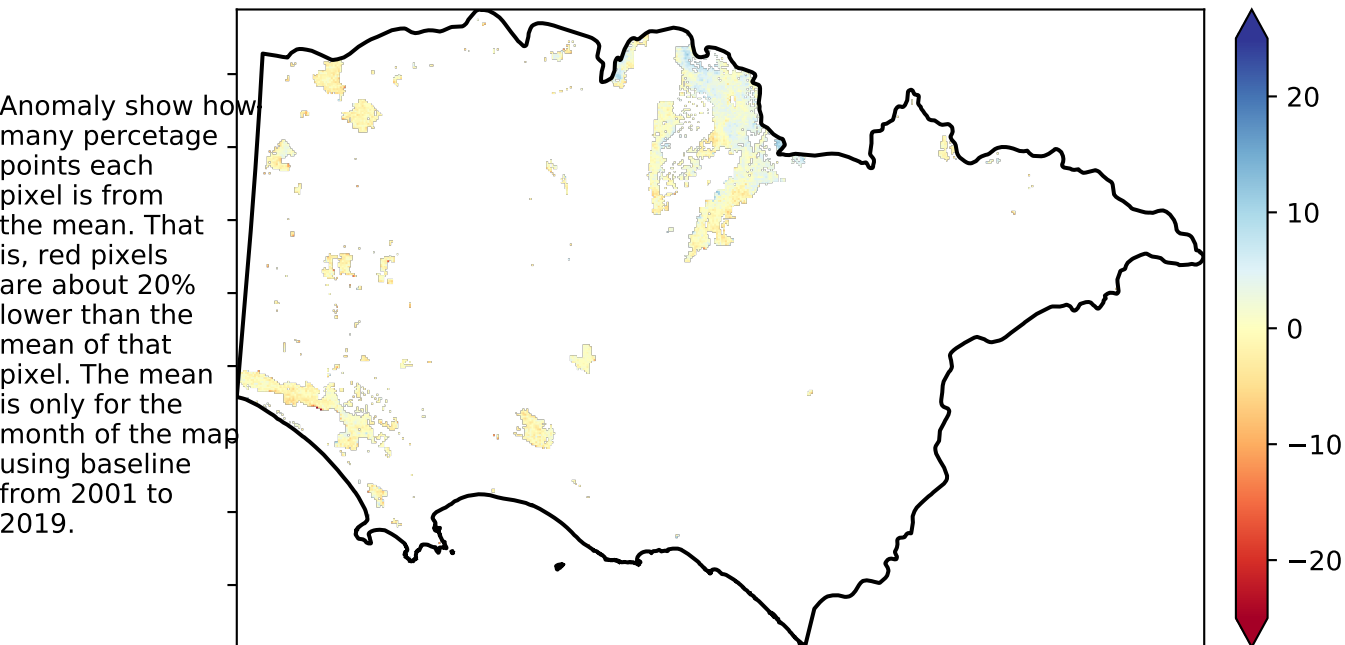 Anomaly show how
many percetage
points each
pixel is from
the mean. That
is, red pixels
are about 20%
lower than the
mean of that
pixel. The mean
is only for the
month of the map
using baseline
from 2001 to
2019.
20
10
0
−10
−20